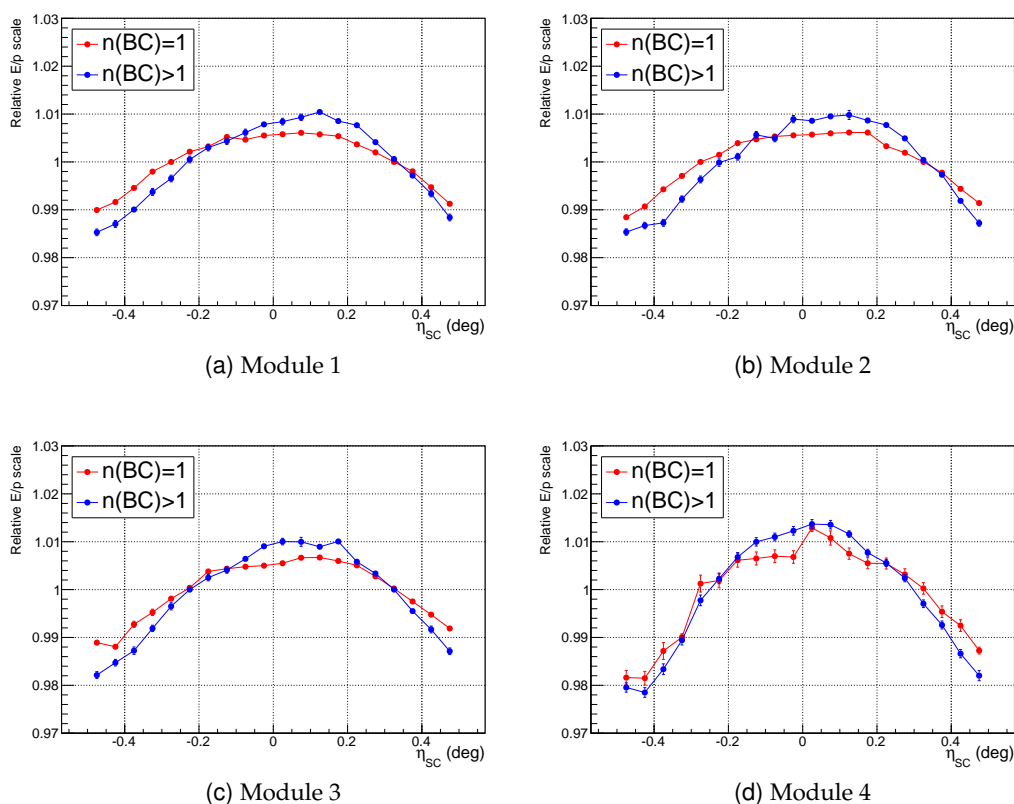 Relative E/p scale
1.03
1.02
1.01
1
0.99
0.98
0.97
n(BC)=1
n(BC)>1
-0.4 -0.2 0 0.2 0.4
ηSC (deg)
(a) Module 1
Relative E/p scale
1.03
1.02
1.01
1
0.99
0.98
0.97
n(BC)=1
n(BC)>1
-0.4 -0.2 0 0.2 0.4
ηSC (deg)
(b) Module 2
Relative E/p scale
1.03
1.02
1.01
1
0.99
0.98
0.97
n(BC)=1
n(BC)>1
-0.4 -0.2 0 0.2 0.4
ηSC (deg)
(c) Module 3
Relative E/p scale
1.03
1.02
1.01
1
0.99
0.98
0.97
n(BC)=1
n(BC)>1
-0.4 -0.2 0 0.2 0.4
ηSC (deg)
(d) Module 4